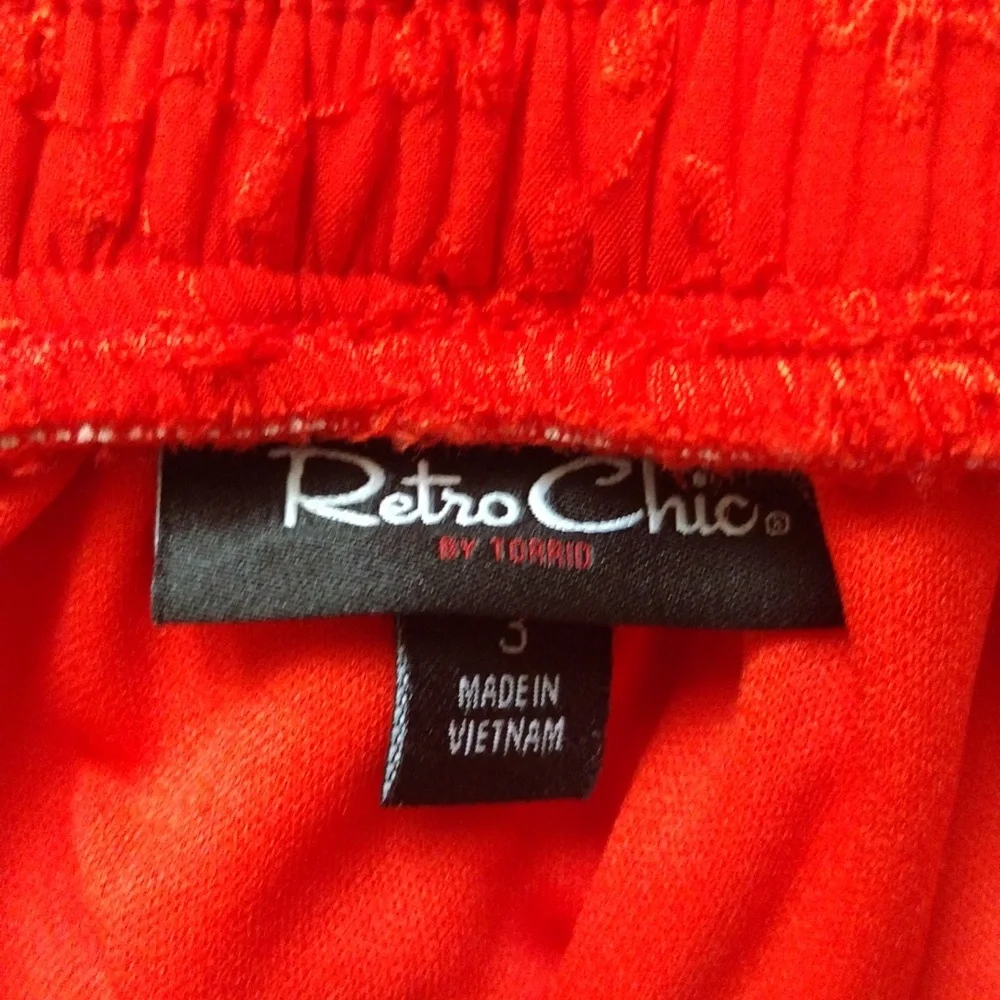 Retro Chic®
BY TORRID
3
MADE IN
VIETNAM